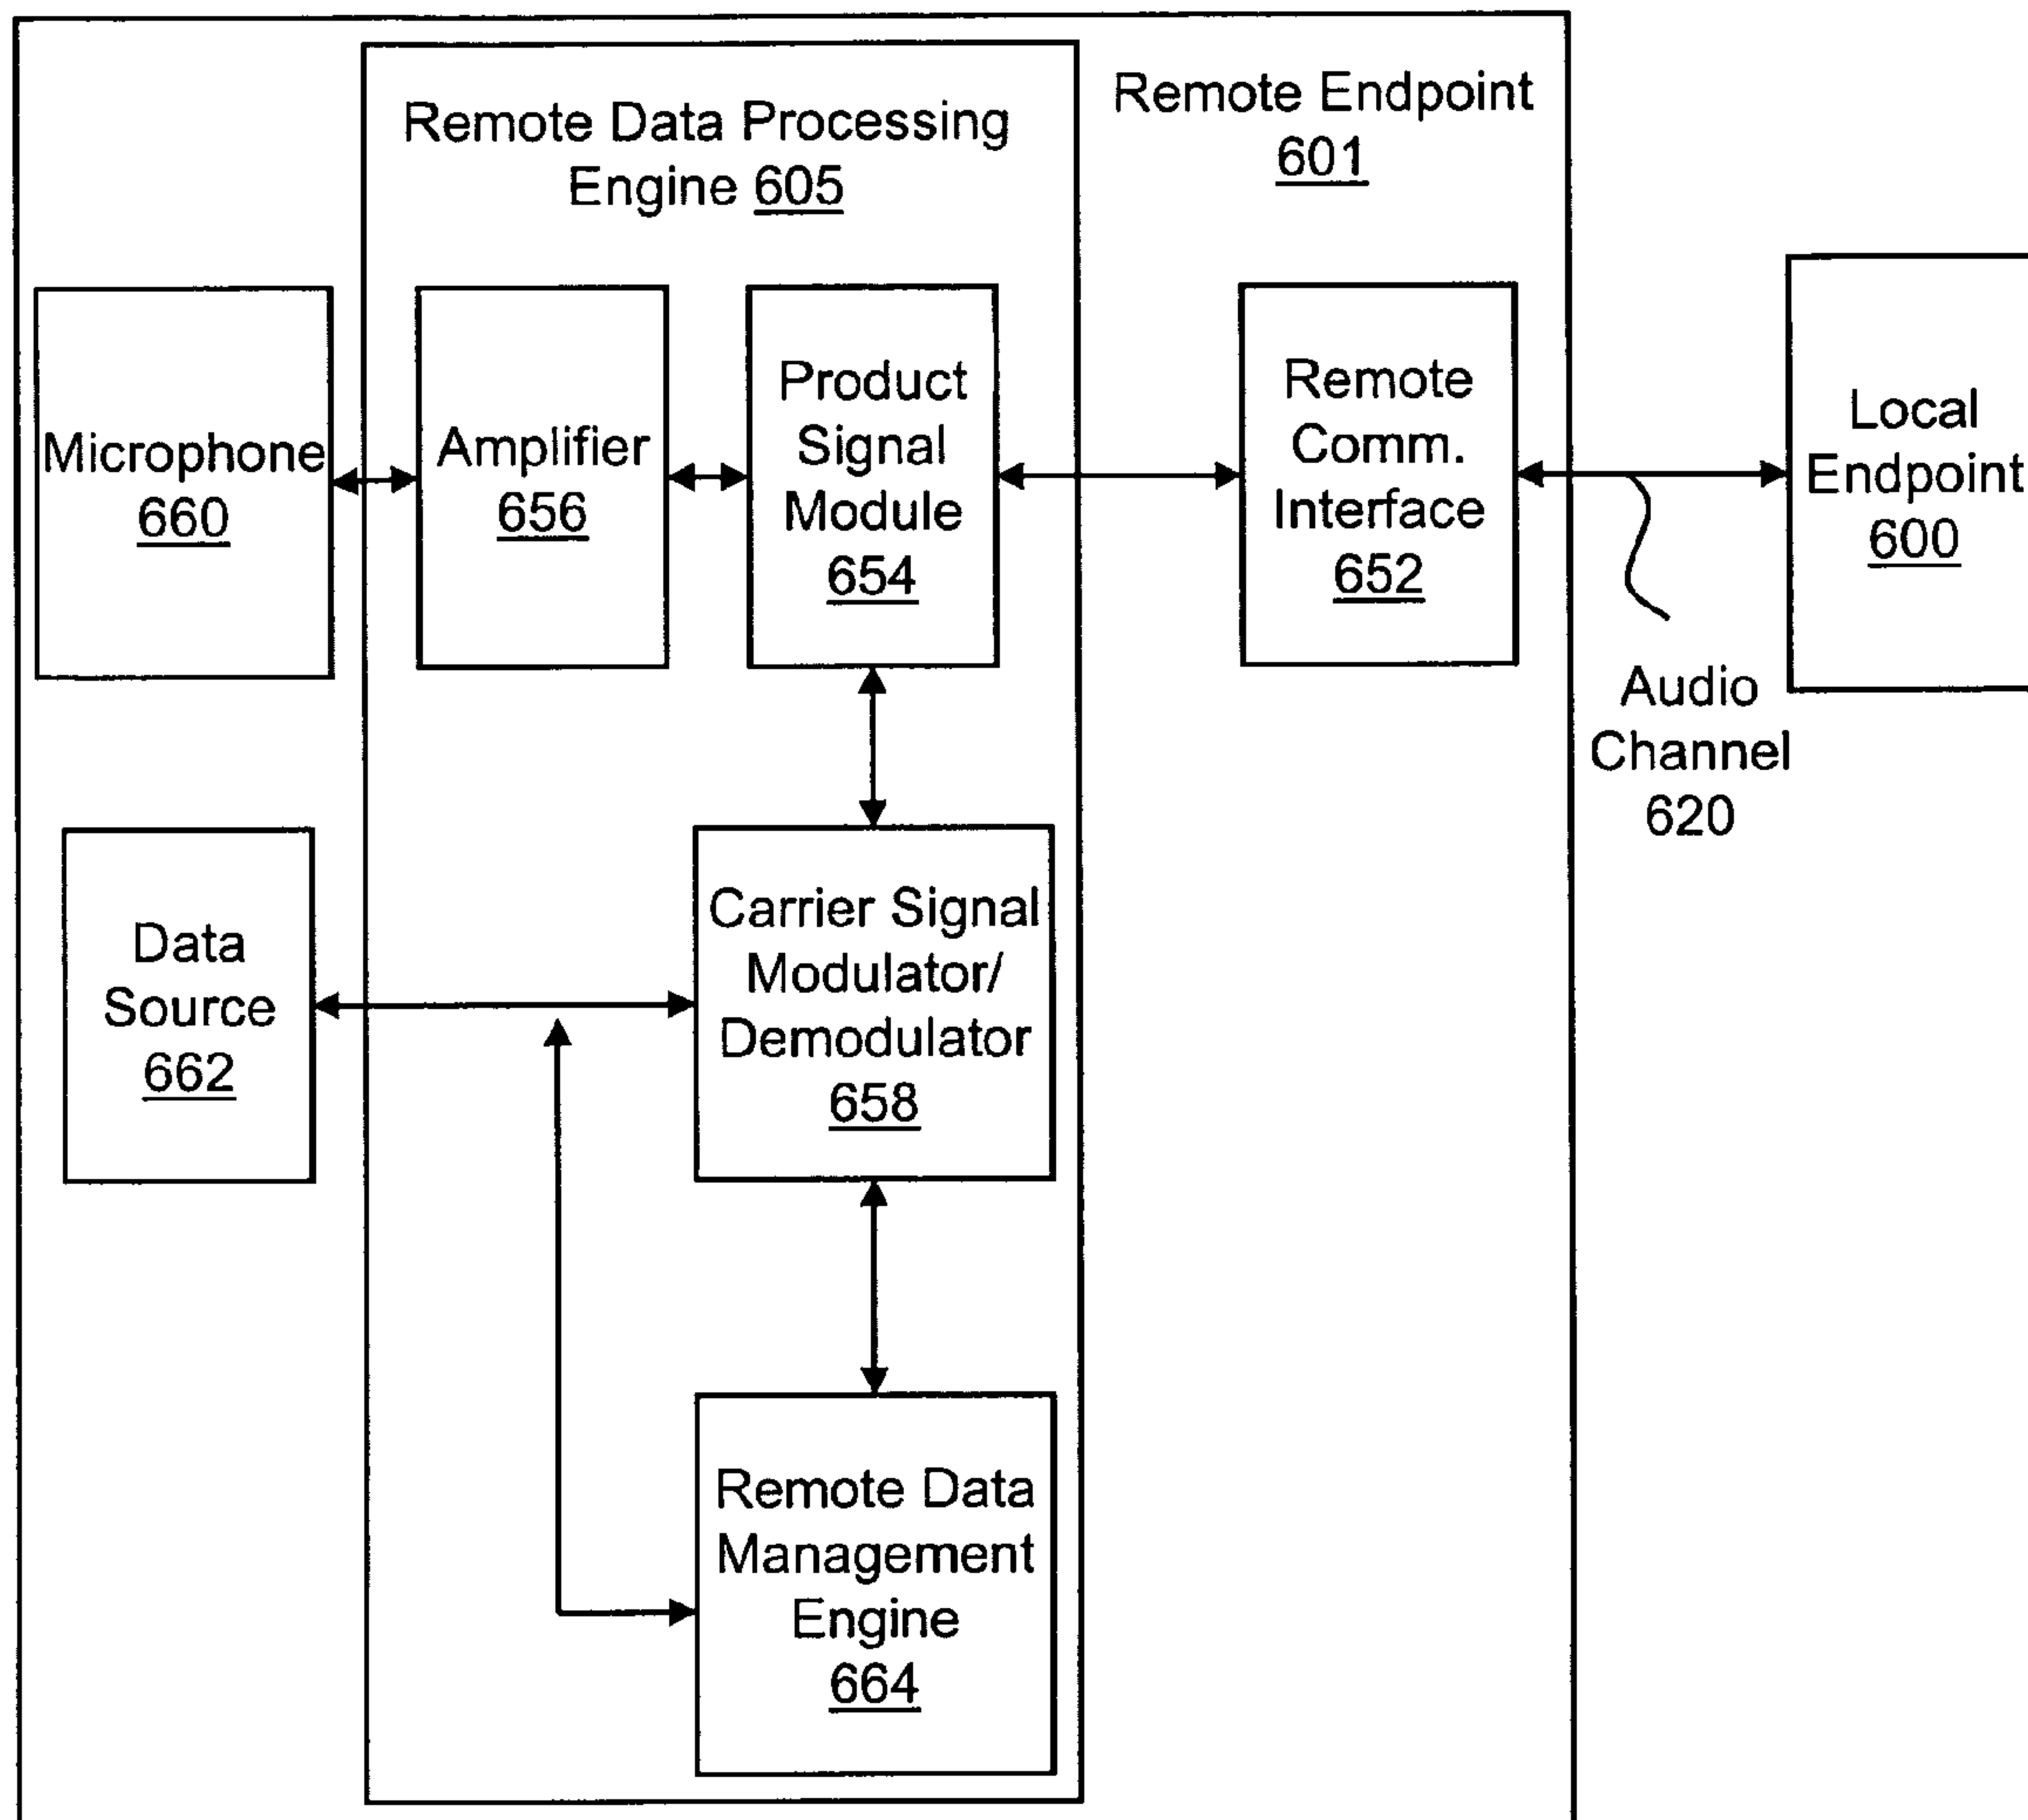 Remote Data Processing
Engine 605
Remote Endpoint
601
Microphone
660
Amplifier
656
Product
Signal
Module
654
Remote
Comm.
Interface
652
Local
Endpoint
600
Audio
Channel
620
Data
Source
662
Carrier Signal
Modulator/
Demodulator
658
Remote Data
Management
Engine
664